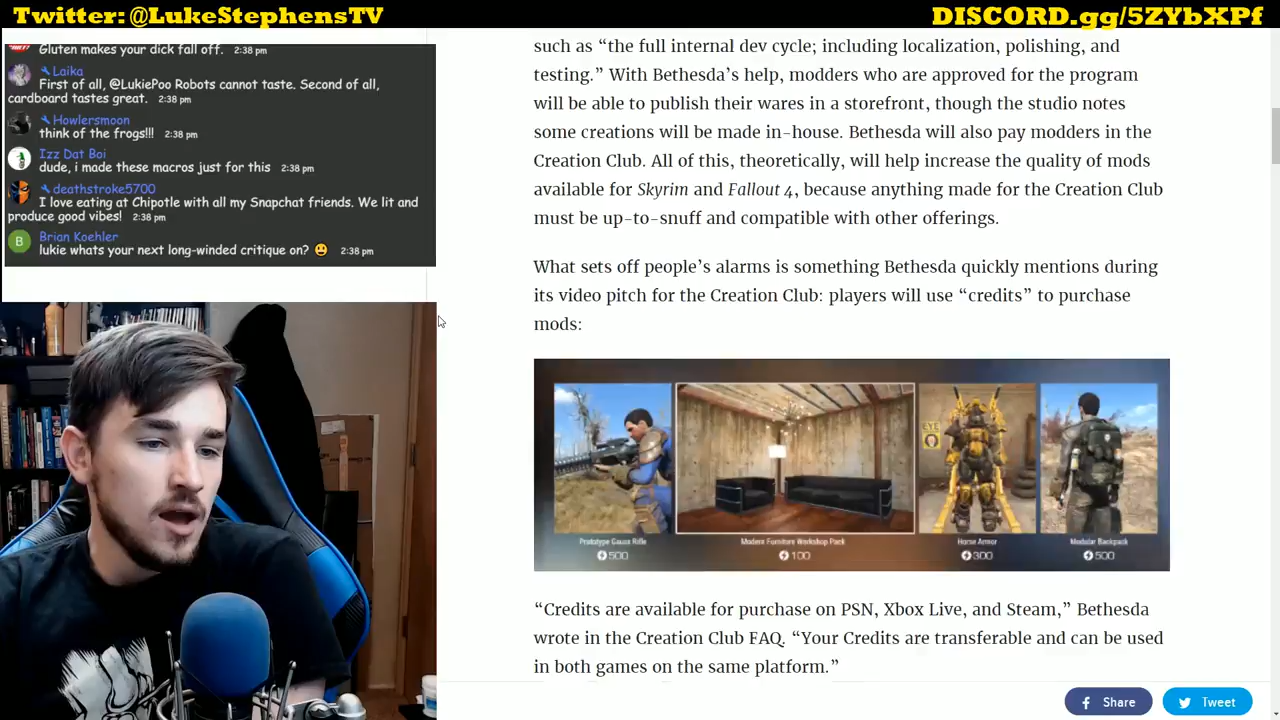 Twitter: @LukeStephensTV
DISCORD.gg/5ZYbXPf
Gluten makes your dick fall off. 2:38 pm
Laika
First of all, @LukiePoo Robots cannot taste. Second of all,
cardboard tastes great. 2:38 pm
Howlersmoon
think of the frogs!!! 2:38 pm
Izz Dat Boi
dude, i made these macros just for this 2:38 pm
deathstroke5700
I love eating at Chipotle with all my Snapchat friends. We lit and
produce good vibes! 2:38 pm
B
Brian Koehler
lukie whats your next long-winded critique on? 😀 2:38 pm
such as “the full internal dev cycle; including localization, polishing, and
testing.” With Bethesda’s help, modders who are approved for the program
will be able to publish their wares in a storefront, though the studio notes
some creations will be made in-house. Bethesda will also pay modders in the
Creation Club. All of this, theoretically, will help increase the quality of mods
available for Skyrim and Fallout 4, because anything made for the Creation Club
must be up-to-snuff and compatible with other offerings.
What sets off people’s alarms is something Bethesda quickly mentions during
its video pitch for the Creation Club: players will use “credits” to purchase
mods:
EYE
Prototype Gauss Rifle
500
Modern Furniture Workshop Pack
100
Horse Armor
300
Modular Backpack
500
“Credits are available for purchase on PSN, Xbox Live, and Steam,” Bethesda
wrote in the Creation Club FAQ. “Your Credits are transferable and can be used
in both games on the same platform.”
Share
Tweet